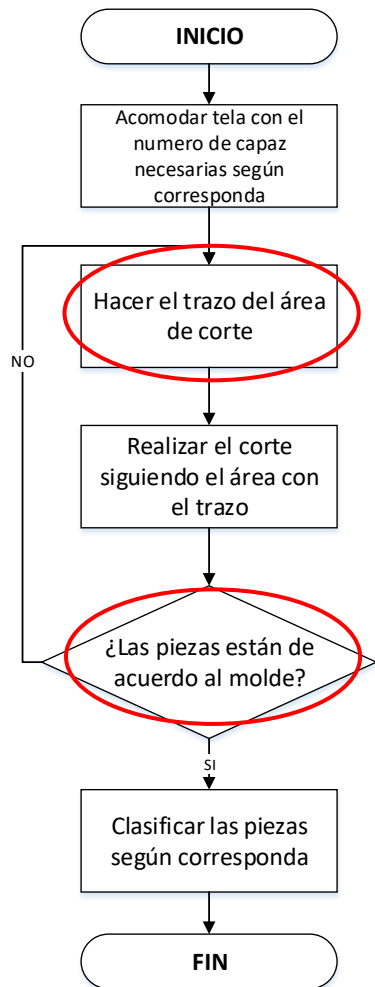 INICIO
Acomodar tela con el
numero de capaz
necesarias según
corresponda
Hacer el trazo del área
de corte
NO
Realizar el corte
siguiendo el área con
el trazo
¿Las piezas están de
acuerdo al molde?
SI
Clasificar las piezas
según corresponda
FIN